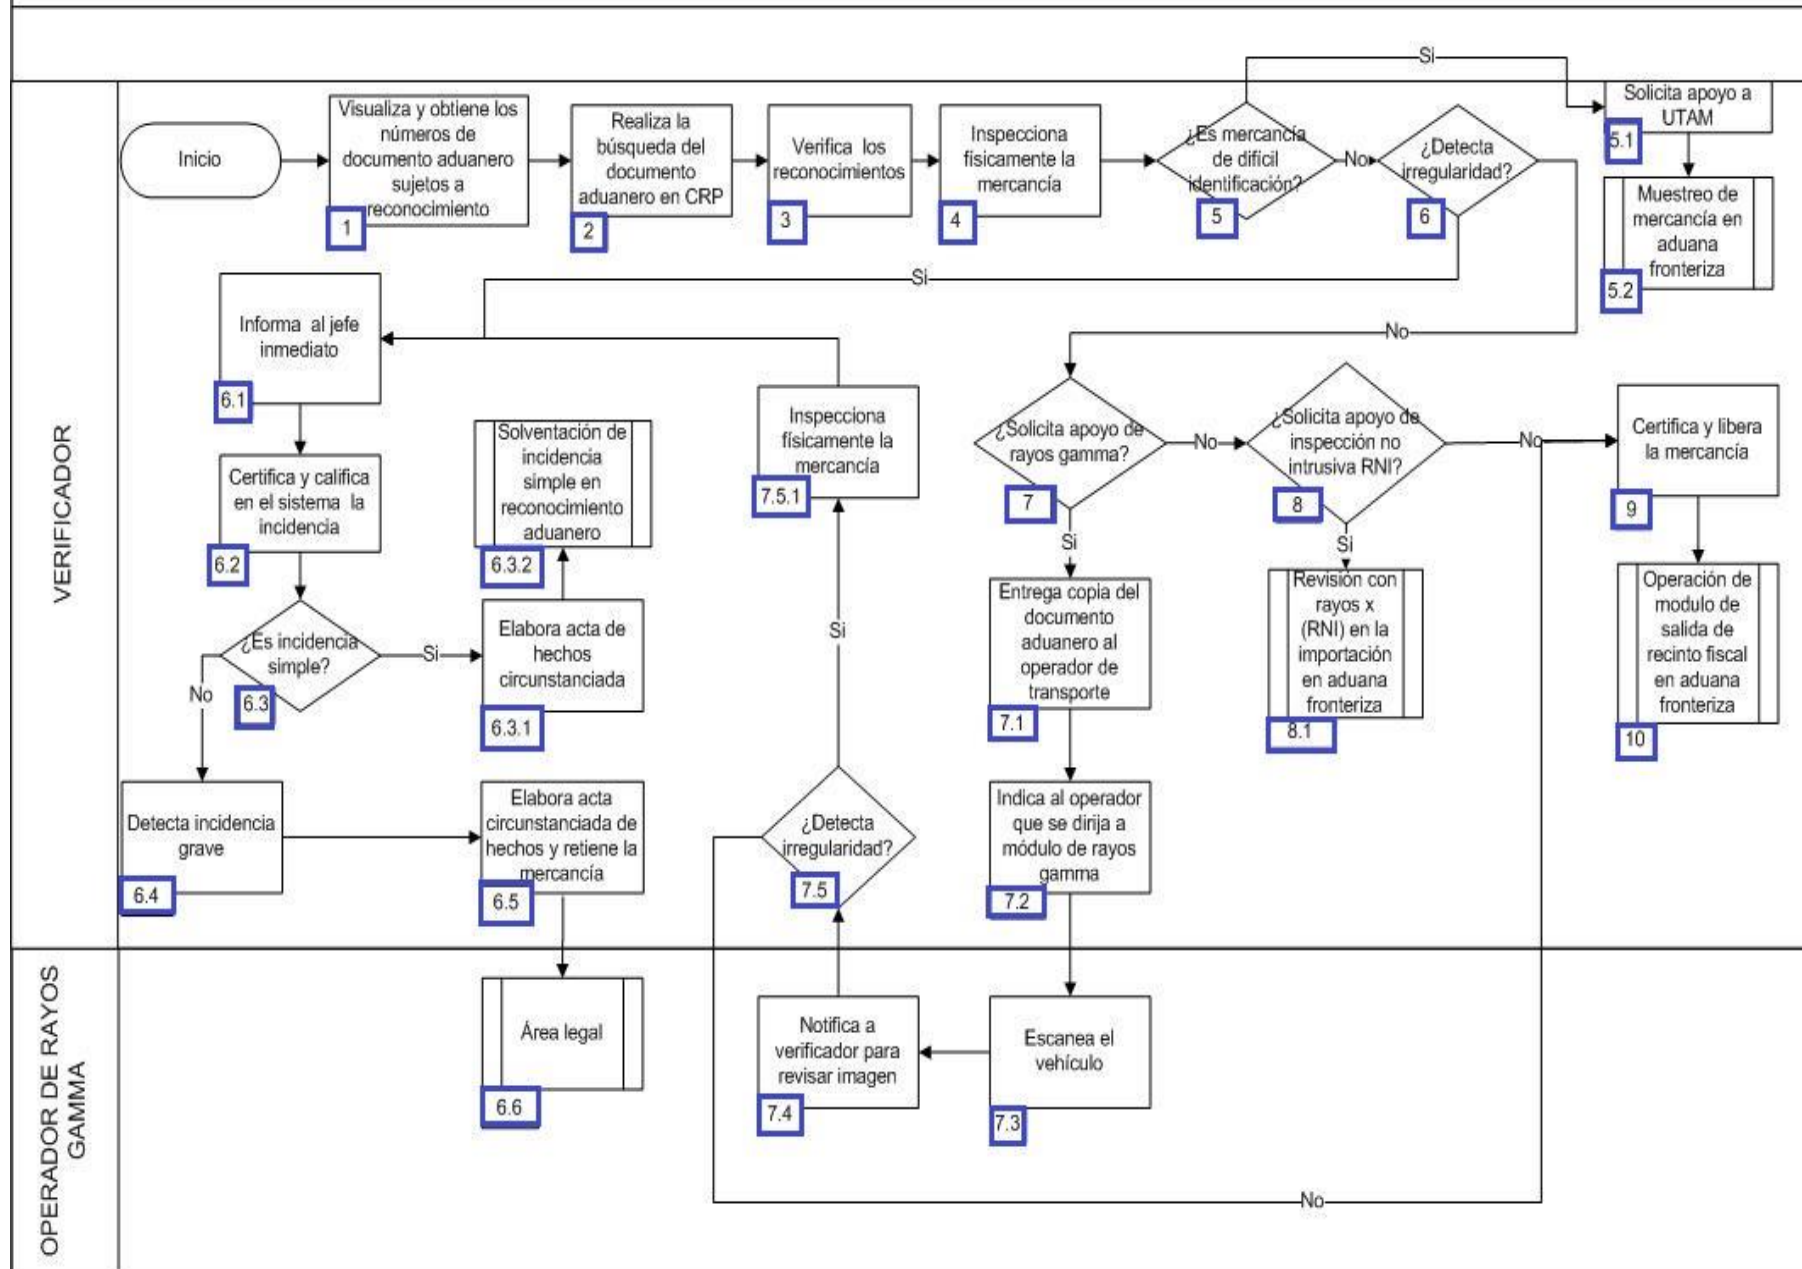 Si
VERIFICADOR
Inicio
Visualiza y obtiene los
números de
documento aduanero
sujetos a
reconocimiento
1
Realiza la
búsqueda del
documento
aduanero en CRP
2
Verifica los
reconocimientos
3
Inspecciona
físicamente la
mercancía
4
¿Es mercancía
de difícil
identificación?
5
No
¿Detecta
irregularidad?
6
Solicita apoyo a
UTAM
5.1
Muestreo de
mercancía en
aduana
fronteriza
5.2
Si
No
Informa al jefe
inmediato
6.1
Certifica y califica
en el sistema la
incidencia
6.2
¿Es incidencia
simple?
6.3
Si
No
Solventación de
incidencia
simple en
reconocimiento
aduanero
6.3.2
Elabora acta de
hechos
circunstanciada
6.3.1
Detecta incidencia
grave
6.4
Elabora acta
circunstanciada de
hechos y retiene la
mercancía
6.5
Inspecciona
físicamente la
mercancía
7.5.1
Si
¿Detecta
irregularidad?
7.5
¿Solicita apoyo de
rayos gamma?
7
No
Si
Entrega copia del
documento
aduanero al
operador de
transporte
7.1
Indica al operador
que se dirija a
módulo de rayos
gamma
7.2
¿Solicita apoyo de
inspección no
intrusiva RNI?
8
No
Si
Revisión con
rayos x
(RNI) en la
importación
en aduana
fronteriza
8.1
Certifica y libera
la mercancía
9
Operación de
modulo de
salida de
recinto fiscal
en aduana
fronteriza
10
OPERADOR DE RAYOS
GAMMA
Área legal
6.6
Notifica a
verificador para
revisar imagen
7.4
Escanea el
vehículo
7.3
No